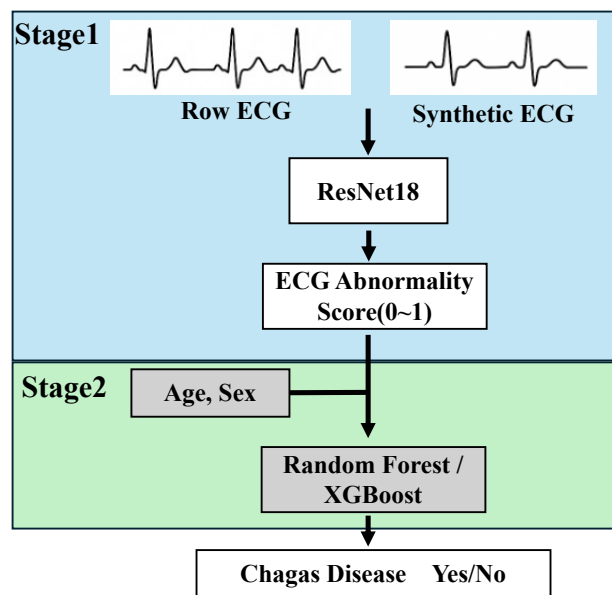 Stage1
Row ECG
Synthetic ECG
ResNet18
ECG Abnormality
Score(0~1)
Stage2
Age, Sex
Random Forest /
XGBoost
Chagas Disease Yes/No